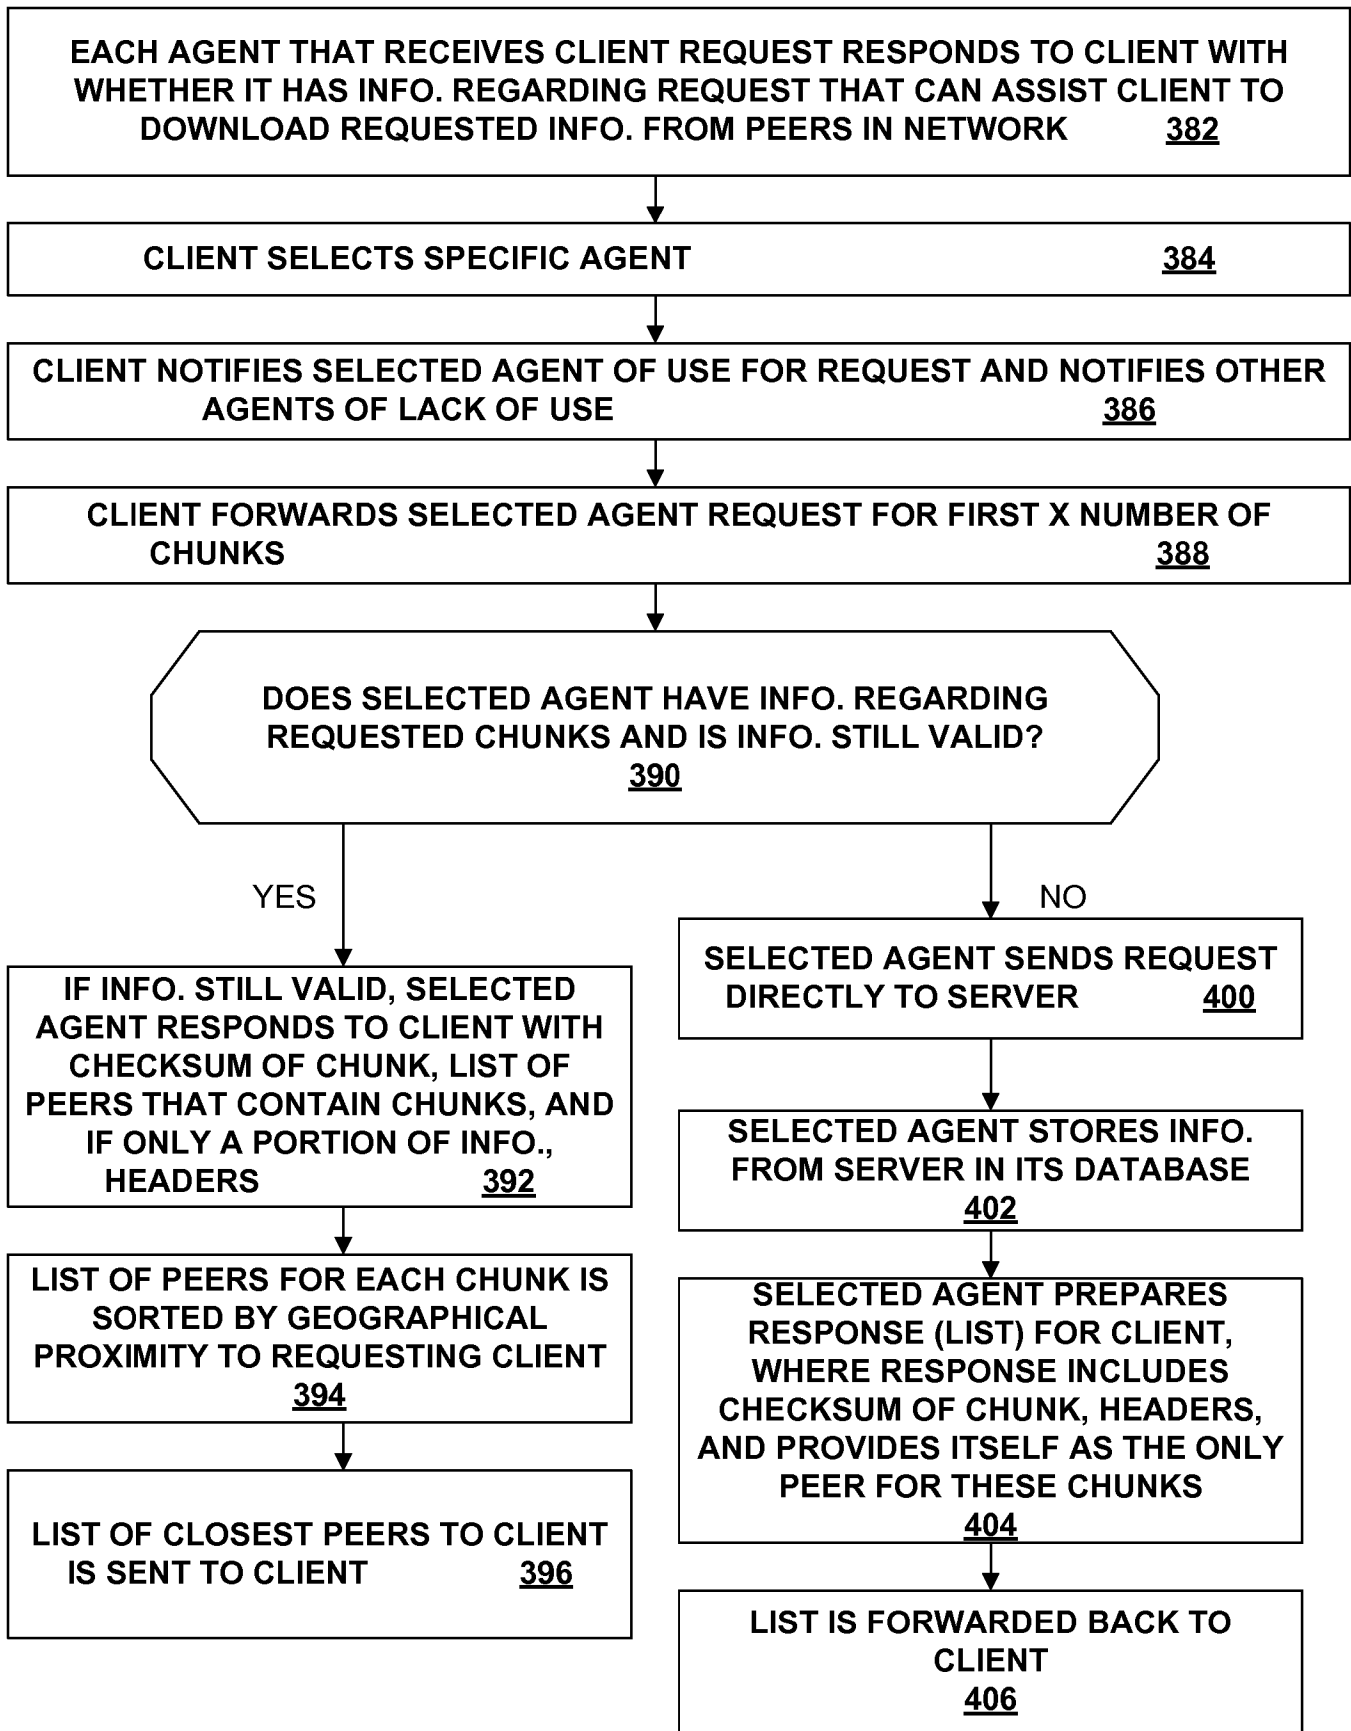 EACH AGENT THAT RECEIVES CLIENT REQUEST RESPONDS TO CLIENT WITH
WHETHER IT HAS INFO. REGARDING REQUEST THAT CAN ASSIST CLIENT TO
DOWNLOAD REQUESTED INFO. FROM PEERS IN NETWORK 382
CLIENT SELECTS SPECIFIC AGENT 384
CLIENT NOTIFIES SELECTED AGENT OF USE FOR REQUEST AND NOTIFIES OTHER
AGENTS OF LACK OF USE 386
CLIENT FORWARDS SELECTED AGENT REQUEST FOR FIRST X NUMBER OF
CHUNKS 388
DOES SELECTED AGENT HAVE INFO. REGARDING
REQUESTED CHUNKS AND IS INFO. STILL VALID?
390
YES
IF INFO. STILL VALID, SELECTED
AGENT RESPONDS TO CLIENT WITH
CHECKSUM OF CHUNK, LIST OF
PEERS THAT CONTAIN CHUNKS, AND
IF ONLY A PORTION OF INFO.,
HEADERS 392
LIST OF PEERS FOR EACH CHUNK IS
SORTED BY GEOGRAPHICAL
PROXIMITY TO REQUESTING CLIENT
394
LIST OF CLOSEST PEERS TO CLIENT
IS SENT TO CLIENT 396
NO
SELECTED AGENT SENDS REQUEST
DIRECTLY TO SERVER 400
SELECTED AGENT STORES INFO.
FROM SERVER IN ITS DATABASE
402
SELECTED AGENT PREPARES
RESPONSE (LIST) FOR CLIENT,
WHERE RESPONSE INCLUDES
CHECKSUM OF CHUNK, HEADERS,
AND PROVIDES ITSELF AS THE ONLY
PEER FOR THESE CHUNKS
404
LIST IS FORWARDED BACK TO
CLIENT
406